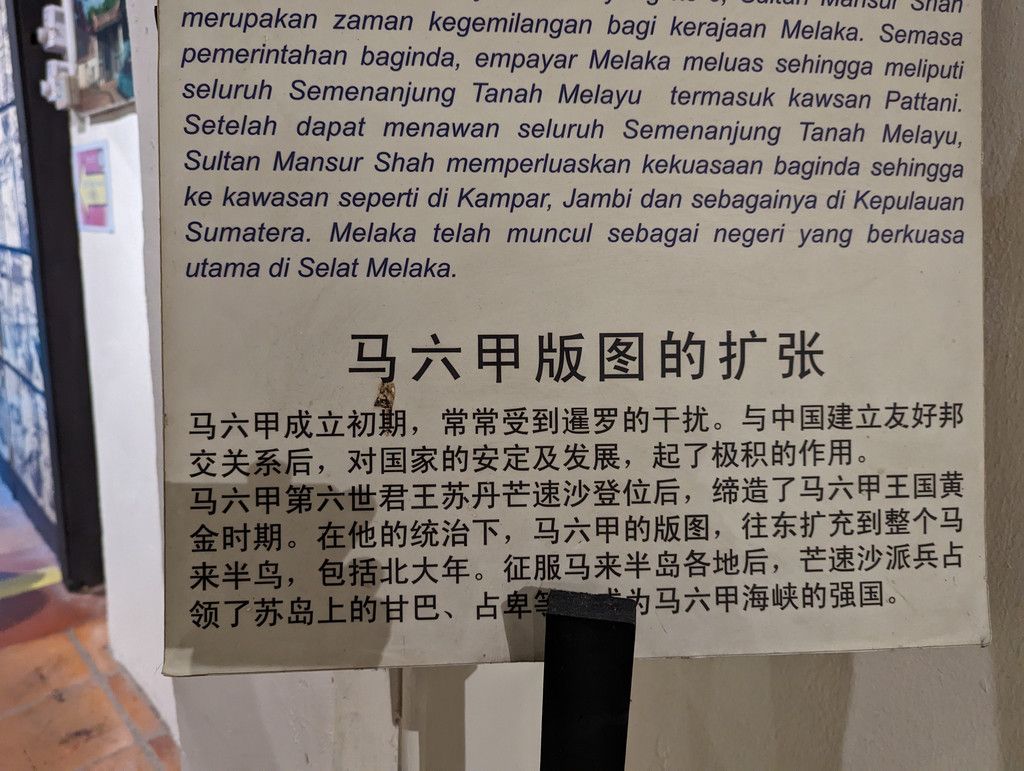 Sultan Mansur Shah
merupakan zaman kegemilangan bagi kerajaan Melaka. Semasa
pemerintahan baginda, empayar Melaka meluas sehingga meliputi
seluruh Semenanjung Tanah Melayu termasuk kawsan Pattani.
Setelah dapat menawan seluruh Semenanjung Tanah Melayu,
Sultan Mansur Shah memperluaskan kekuasaan baginda sehingga
ke kawasan seperti di Kampar, Jambi dan sebagainya di Kepulauan
Sumatera. Melaka telah muncul sebagai negeri yang berkuasa
utama di Selat Melaka.
马六甲版图的扩张
马六甲成立初期，常常受到暹罗的干扰。与中国建立友好邦
交关系后，对国家的安定及发展，起了极积的作用。
马六甲第六世君王苏丹芒速沙登位后，缔造了马六甲王国黄
金时期。在他的统治下，马六甲的版图，往东扩充到整个马
来半鸟，包括北大年。征服马来半岛各地后，芒速沙派兵占
领了苏岛上的甘巴、占卑等 成为马六甲海峡的强国。